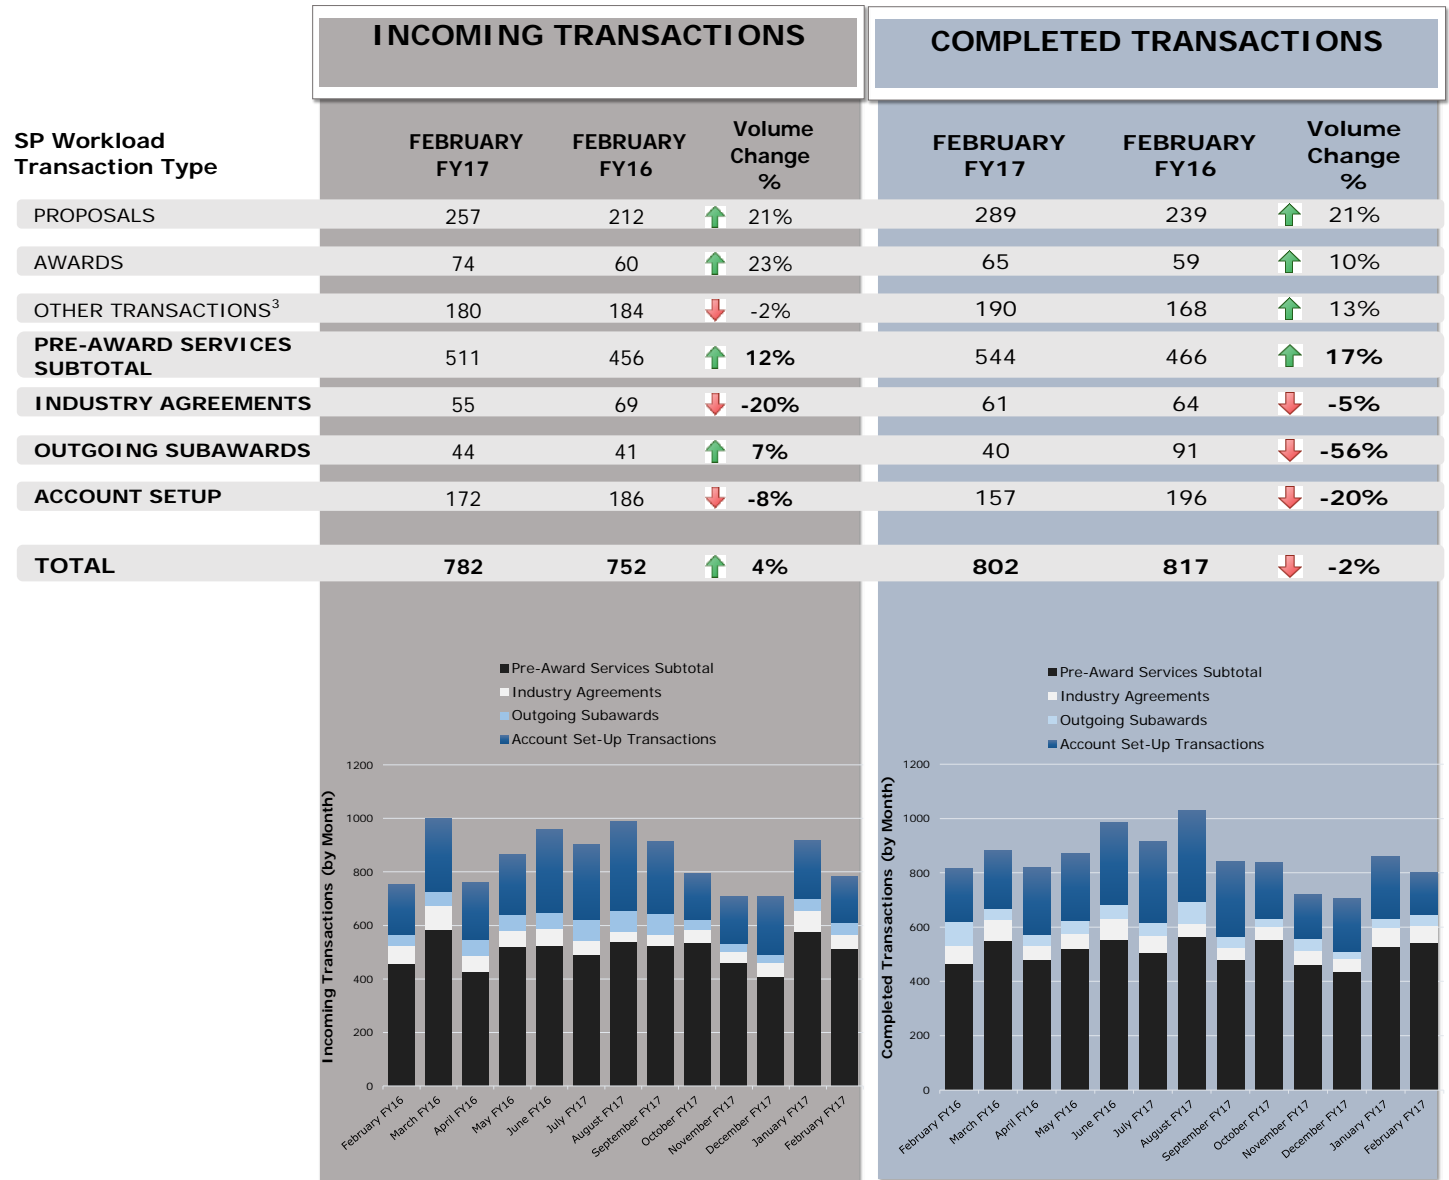 INCOMING TRANSACTIONS
COMPLETED TRANSACTIONS
SP Workload
Transaction Type
FEBRUARY
FY17
FEBRUARY
FY16
Volume
Change
%
FEBRUARY
FY17
FEBRUARY
FY16
Volume
Change
%
PROPOSALS 257 212 21% 289 239 21%
AWARDS 74 60 23% 65 59 10%
OTHER TRANSACTIONS3 180 184 -2% 190 168 13%
PRE-AWARD SERVICES
SUBTOTAL 511 456 12% 544 466 17%
INDUSTRY AGREEMENTS 55 69 -20% 61 64 -5%
OUTGOING SUBAWARDS 44 41 7% 40 91 -56%
ACCOUNT SETUP 172 186 -8% 157 196 -20%
TOTAL 782 752 4% 802 817 -2%
Pre-Award Services Subtotal
Industry Agreements
Outgoing Subawards
Account Set-Up Transactions
Incoming Transactions (by Month)
1200
1000
800
600
400
200
0
February FY16
March FY16
April FY16
May FY16
June FY16
July FY17
August FY17
September FY17
October FY17
November FY17
December FY17
January FY17
February FY17
Pre-Award Services Subtotal
Industry Agreements
Outgoing Subawards
Account Set-Up Transactions
Completed Transactions (by Month)
1200
1000
800
600
400
200
0
February FY16
March FY16
April FY16
May FY16
June FY16
July FY17
August FY17
September FY17
October FY17
November FY17
December FY17
January FY17
February FY17